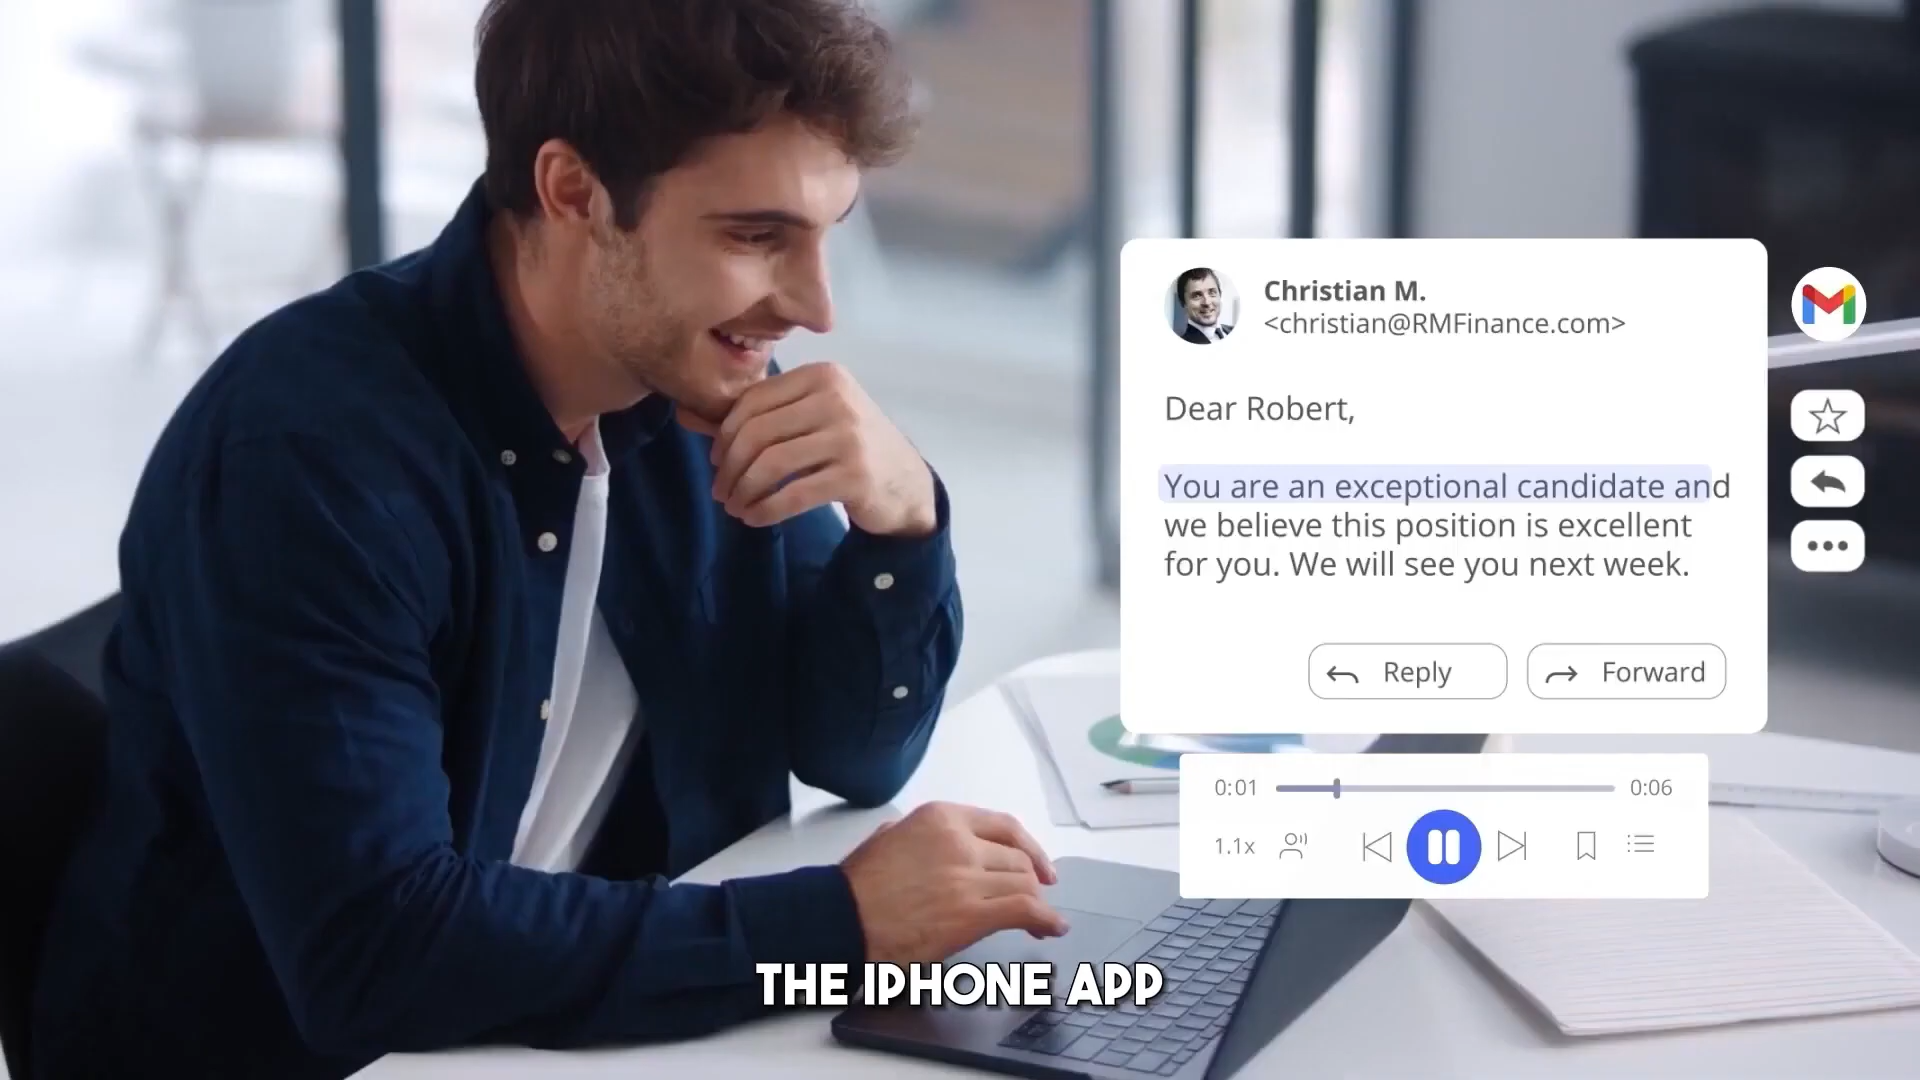 Christian M.
<christian@RMFinance.com>
Dear Robert,
You are an exceptional candidate and
we believe this position is excellent
for you. We will see you next week.
Reply
Forward
0:01
0:06
1.1x
THE IPHONE APP